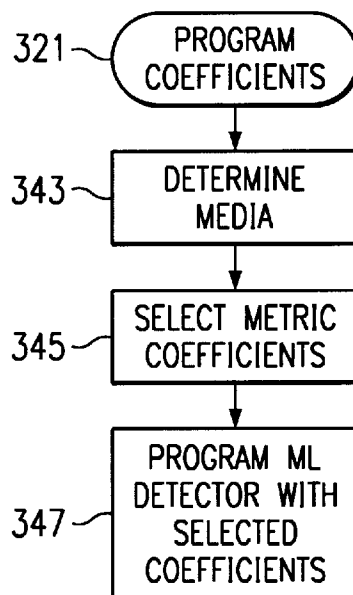 321
PROGRAM
COEFFICIENTS
343
DETERMINE
MEDIA
345
SELECT METRIC
COEFFICIENTS
347
PROGRAM ML
DETECTOR WITH
SELECTED
COEFFICIENTS